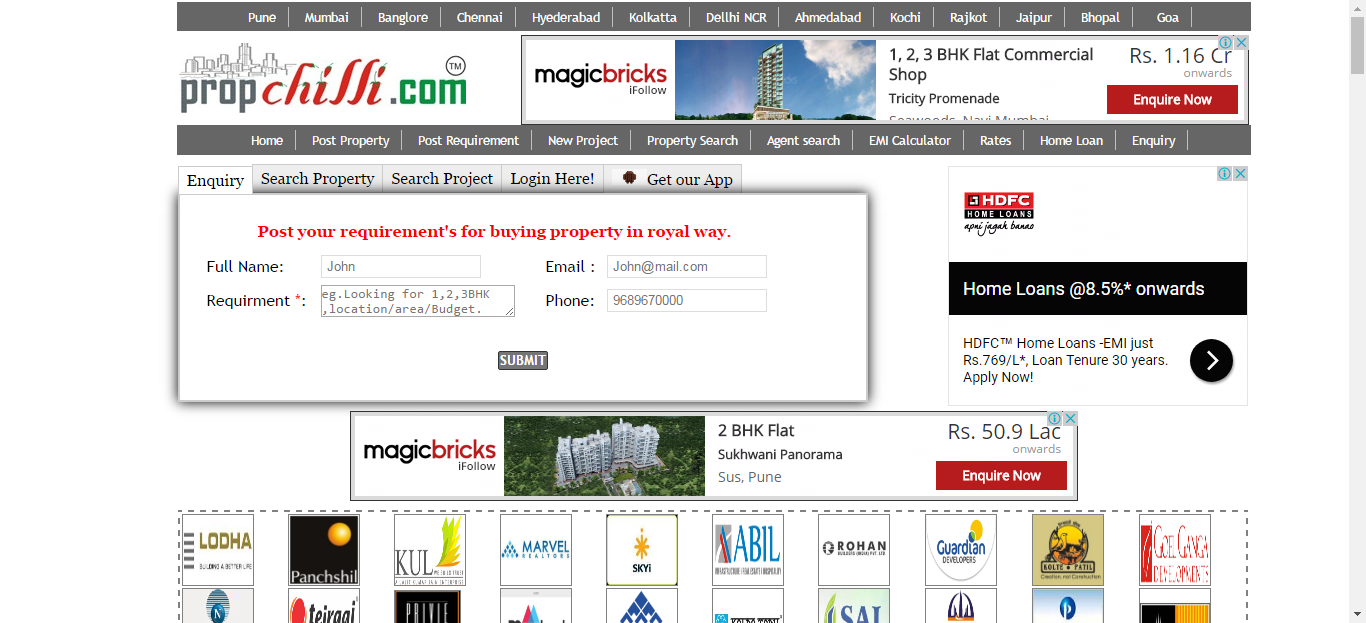 Pune Mumbai Banglore Chennai Hyederabad Kolkatta Dellhi NCR Ahmedabad Kochi Rajkot Jaipur Bhopal Goa
propchilli.com TM
magicbricks
iFollow
1, 2, 3 BHK Flat Commercial
Shop
Tricity Promenade
Seawoods, Navi Mumbai
Rs. 1.16 Cr
onwards
Enquire Now
Home Post Property Post Requirement New Project Property Search Agent search EMI Calculator Rates Home Loan Enquiry
Enquiry Search Property Search Project Login Here! Get our App
Post your requirement's for buying property in royal way.
Full Name: John Email : John@mail.com
Requirment *: eg.Looking for 1,2,3BHK
,location/area/Budget.
Phone: 9689670000
SUBMIT
HDFC
HOME LOANS
apni jagah banao
Home Loans @8.5%* onwards
HDFC™ Home Loans -EMI just
Rs.769/L*, Loan Tenure 30 years.
Apply Now!
magicbricks
iFollow
2 BHK Flat
Sukhwani Panorama
Sus, Pune
Rs. 50.9 Lac
onwards
Enquire Now
LODHA
BUILDING A BETTER LIFE
Panchshil
KUL
MARVEL
REALTORS
SKYi
ABIL
ROHAN
Guardian
DEVELOPERS
KOLTE PATIL
Creation, not Construction
GOEL GANGA
DEVELOPMENTS
N
PRIVIE